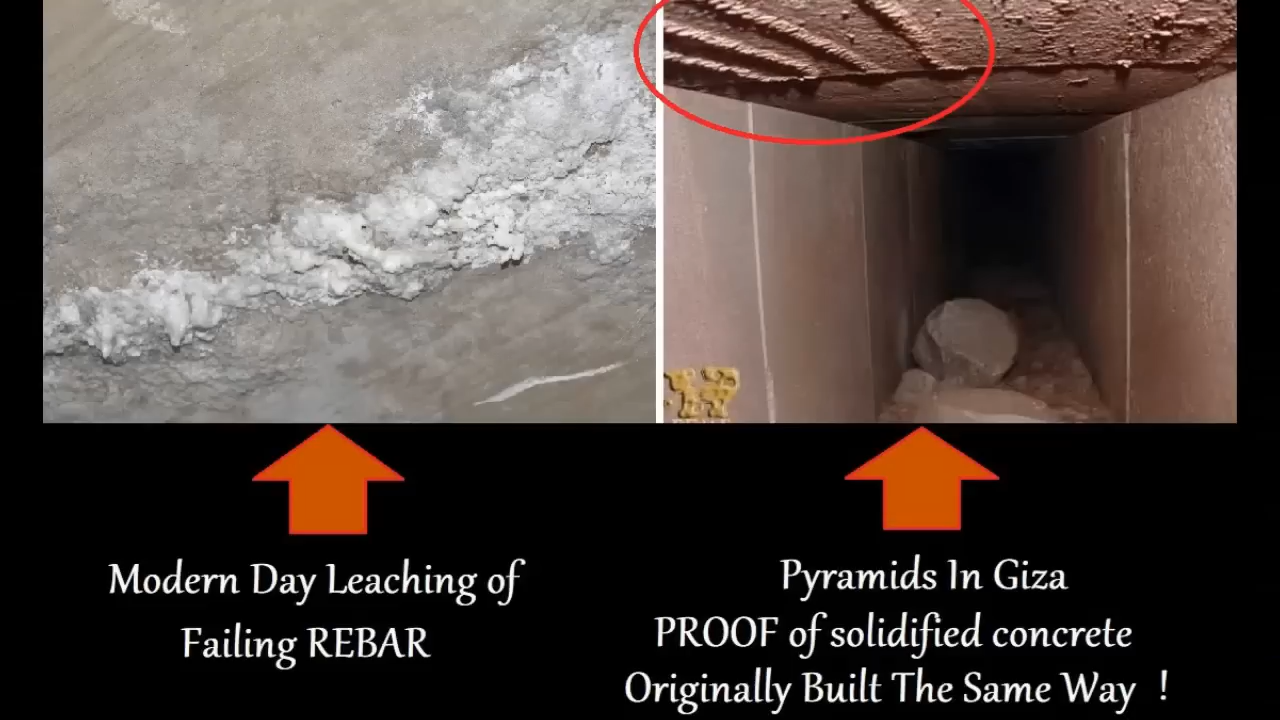 Modern Day Leaching of
Failing REBAR
Pyramids In Giza
PROOF of solidified concrete
Originally Built The Same Way !